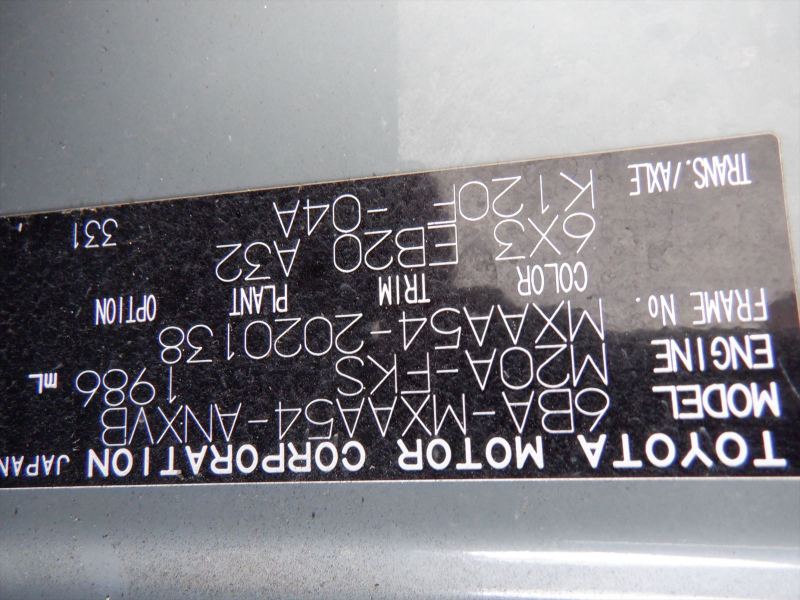 TOYOTA MOTOR CORPORATION JAPAN
MODEL 6BA-MXAA54-ANXVB
ENGINE M20A-FKS 1986 mL
FRAME No. MXAA54-2020138
COLOR TRIM PLANT OPTION
6X3 EB20 A32
TRANS./AXLE K120F-04A 331